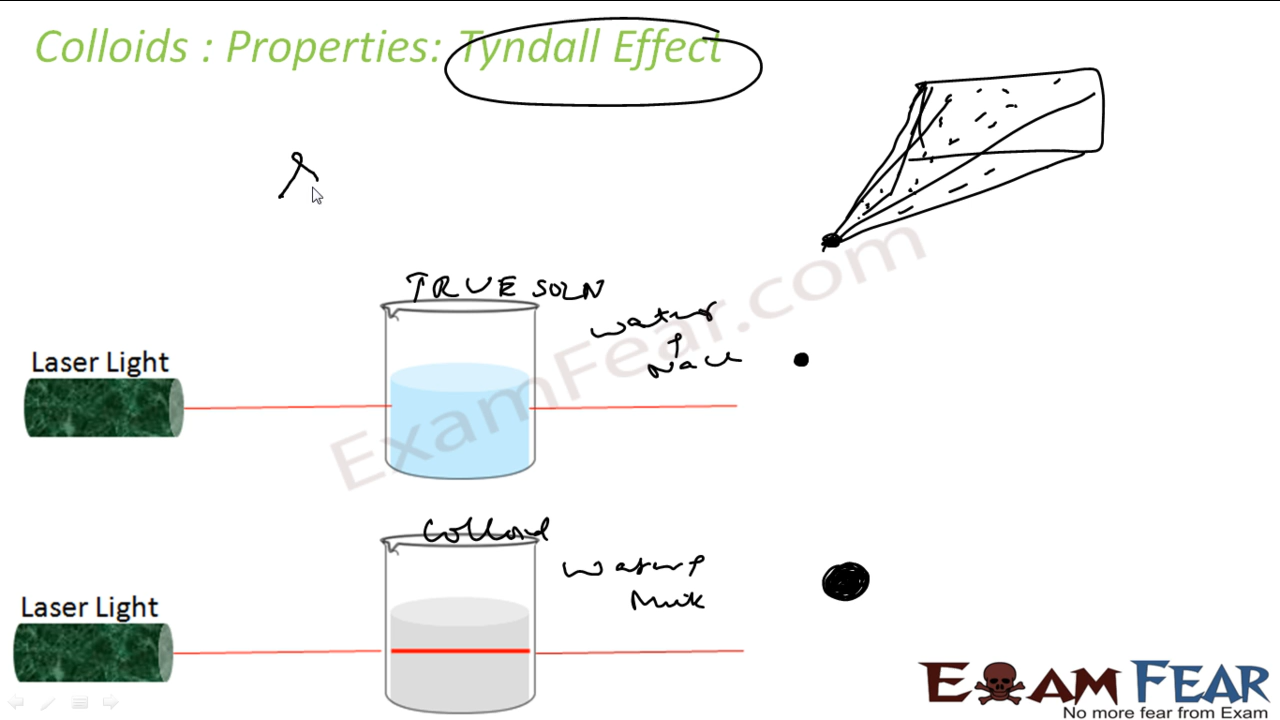 Colloids : Properties: Tyndall Effect
TRUE SOLN
water
+
NaCl
Laser Light
ExamFear.com
Colloid
water +
Milk
Laser Light
EXAM FEAR
No more fear from Exam